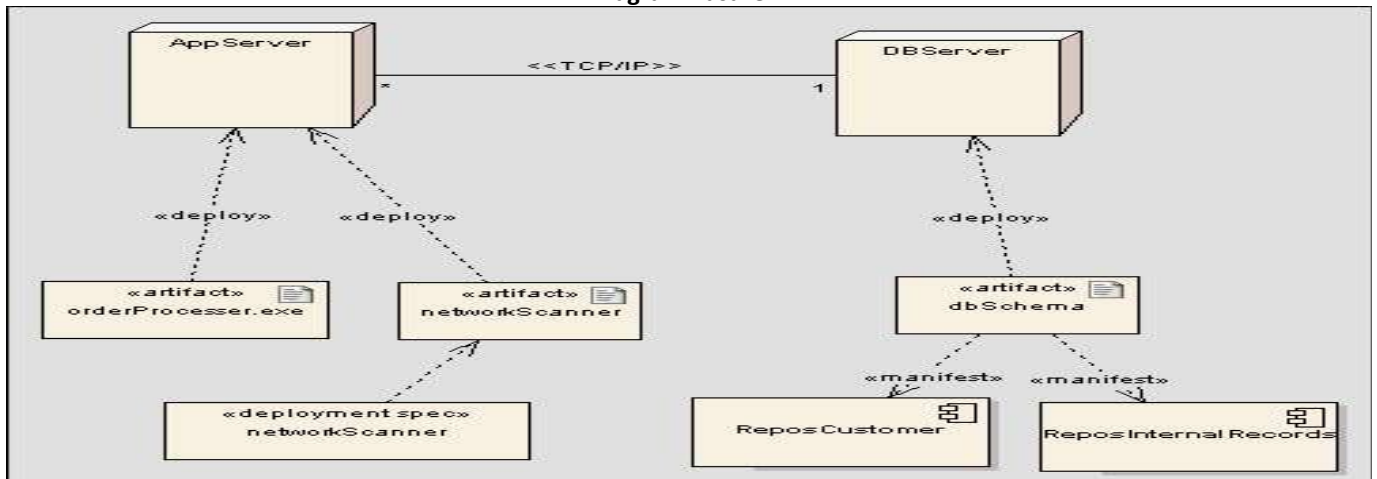 AppServer
DBServer
<<TCP/IP>>
*
1
«deploy»
«deploy»
«deploy»
«artifact»
orderProcesser.exe
«artifact»
networkScanner
«artifact»
dbSchema
«manifest»
«manifest»
«deployment spec»
networkScanner
ReposCustomer
ReposInternalRecords